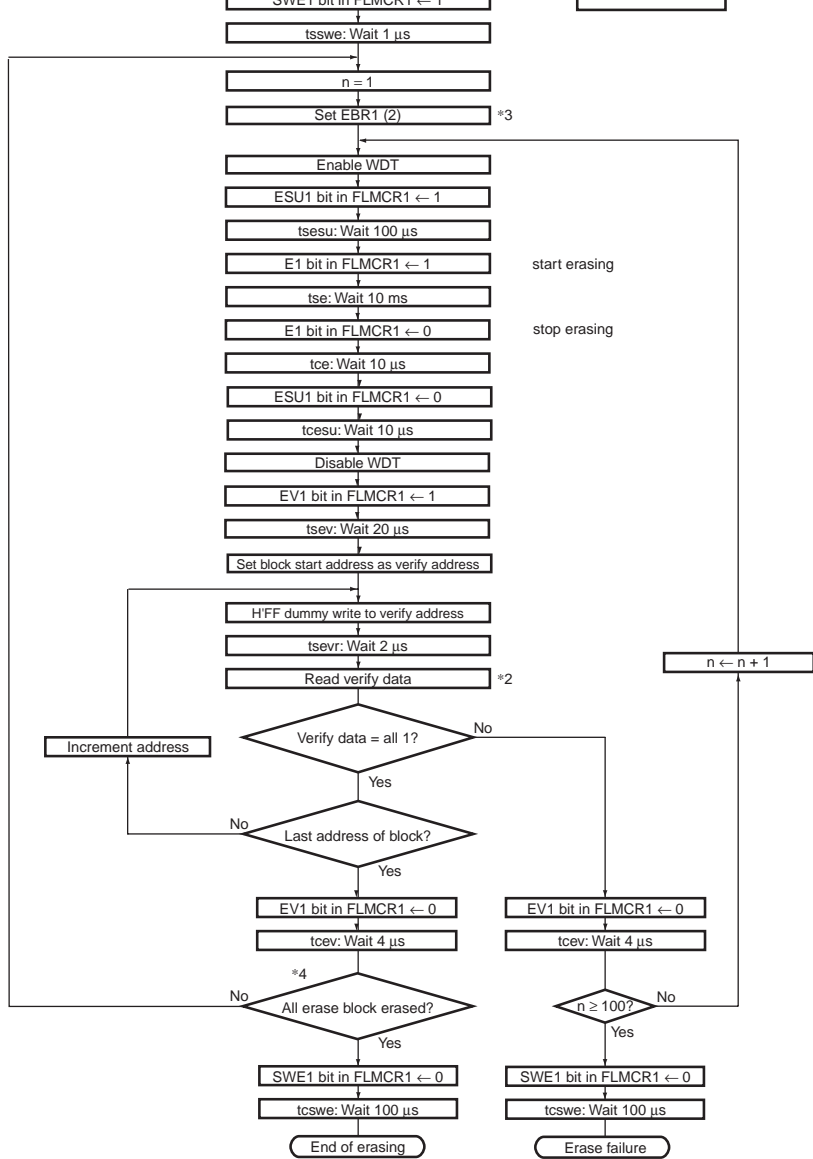 SWE1 bit in FLMCR1 ← 1
tsswe: Wait 1 μs
n = 1
Set EBR1 (2) *3
Enable WDT
ESU1 bit in FLMCR1 ← 1
tsesu: Wait 100 μs
E1 bit in FLMCR1 ← 1 start erasing
tse: Wait 10 ms
E1 bit in FLMCR1 ← 0 stop erasing
tce: Wait 10 μs
ESU1 bit in FLMCR1 ← 0
tcesu: Wait 10 μs
Disable WDT
EV1 bit in FLMCR1 ← 1
tsev: Wait 20 μs
Set block start address as verify address
H'FF dummy write to verify address
tsevr: Wait 2 μs
n ← n + 1
Read verify data *2
No
Verify data = all 1?
Increment address
Yes
No
Last address of block?
Yes
EV1 bit in FLMCR1 ← 0 EV1 bit in FLMCR1 ← 0
tcev: Wait 4 μs tcev: Wait 4 μs
*4
No All erase block erased? n ≥ 100? No
Yes Yes
SWE1 bit in FLMCR1 ← 0 SWE1 bit in FLMCR1 ← 0
tcswe: Wait 100 μs tcswe: Wait 100 μs
End of erasing Erase failure